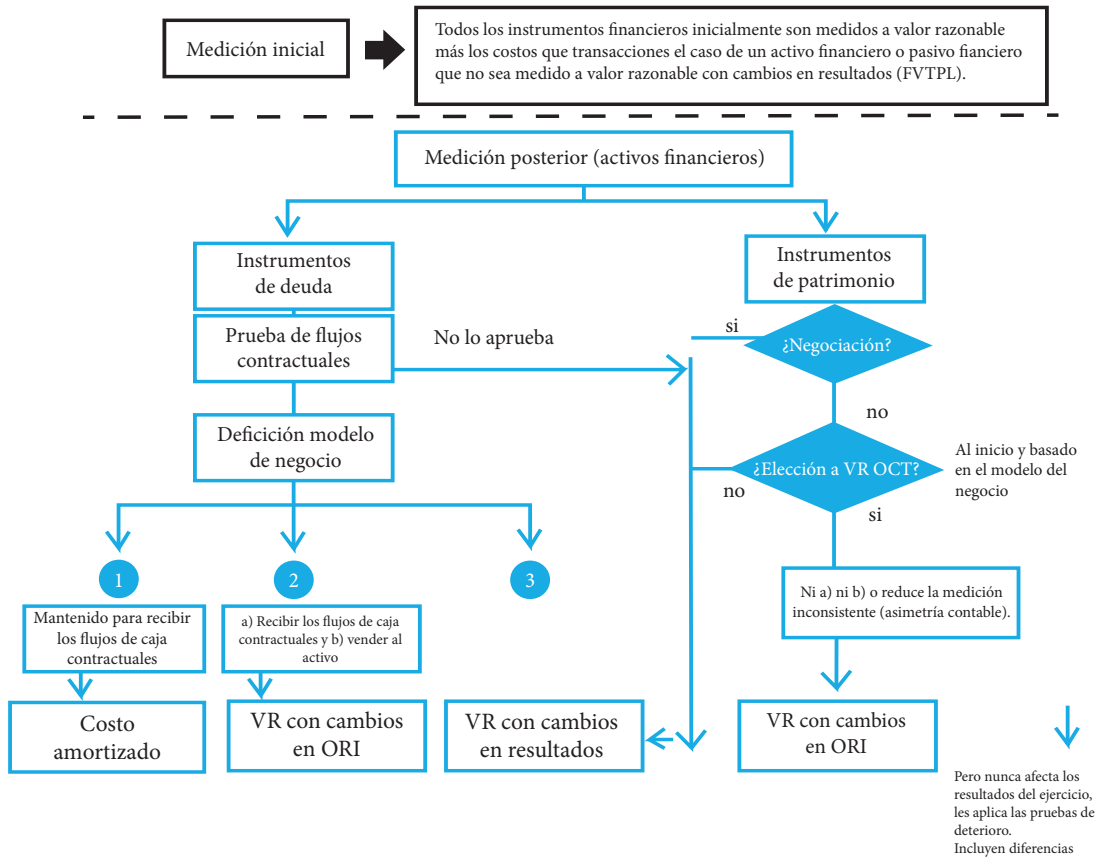 Medición inicial
Todos los instrumentos financieros inicialmente son medidos a valor razonable
más los costos que transacciones el caso de un activo financiero o pasivo fianciero
que no sea medido a valor razonable con cambios en resultados (FVTPL).
Medición posterior (activos financieros)
Instrumentos
de deuda
Instrumentos
de patrimonio
Prueba de flujos
contractuales
No lo aprueba
si
¿Negociación?
no
Deficición modelo
de negocio
¿Elección a VR OCT?
Al inicio y basado
en el modelo del
negocio
no
si
1
2
3
Mantenido para recibir
los flujos de caja
contractuales
a) Recibir los flujos de caja
contractuales y b) vender al
activo
Ni a) ni b) o reduce la medición
inconsistente (asimetría contable).
Costo
amortizado
VR con cambios
en ORI
VR con cambios
en resultados
VR con cambios
en ORI
Pero nunca afecta los
resultados del ejercicio,
les aplica las pruebas de
deterioro.
Incluyen diferencias